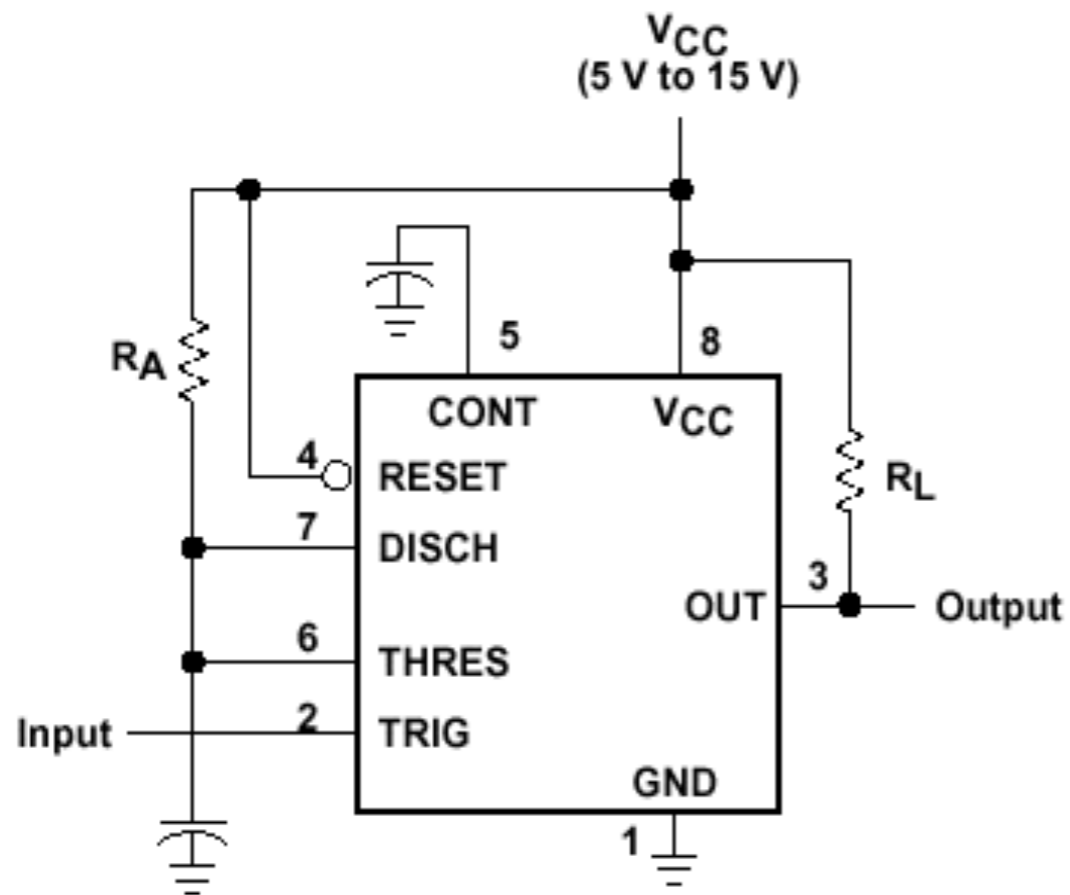 VCC
(5 V to 15 V)
5
8
RA
CONT
VCC
4
RESET
RL
7
DISCH
3
OUT
Output
6
THRES
Input
2
TRIG
GND
1